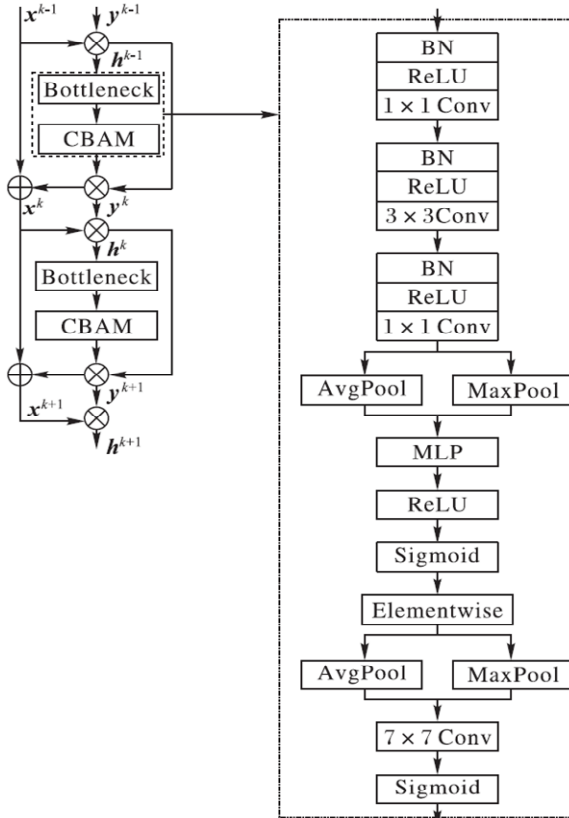 x^{k-1} y^{k-1}
h^{k-1}
Bottleneck
CBAM
x^k y^k
h^k
Bottleneck
CBAM
x^{k+1} y^{k+1}
h^{k+1}
BN
ReLU
1 × 1 Conv
BN
ReLU
3 × 3Conv
BN
ReLU
1 × 1 Conv
AvgPool MaxPool
MLP
ReLU
Sigmoid
Elementwise
AvgPool MaxPool
7 × 7 Conv
Sigmoid